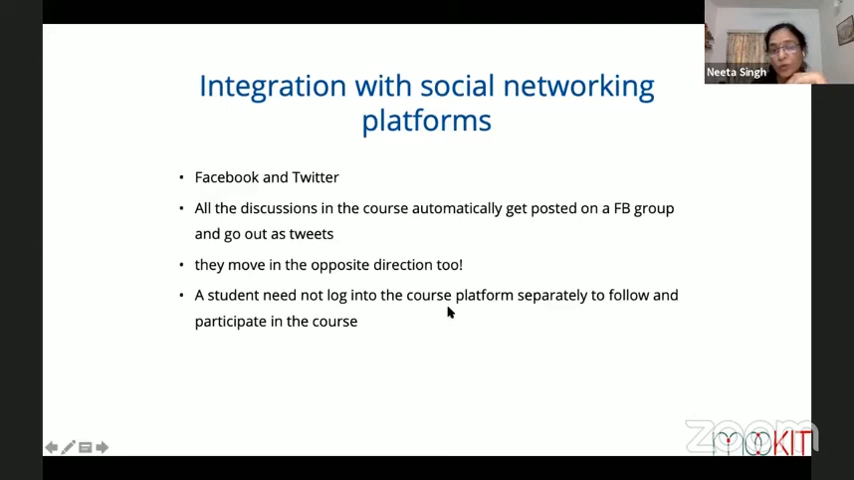 Neeta Singh
Integration with social networking
platforms
• Facebook and Twitter
• All the discussions in the course automatically get posted on a FB group
and go out as tweets
• they move in the opposite direction too!
• A student need not log into the course platform separately to follow and
participate in the course
zoom
mooKIT